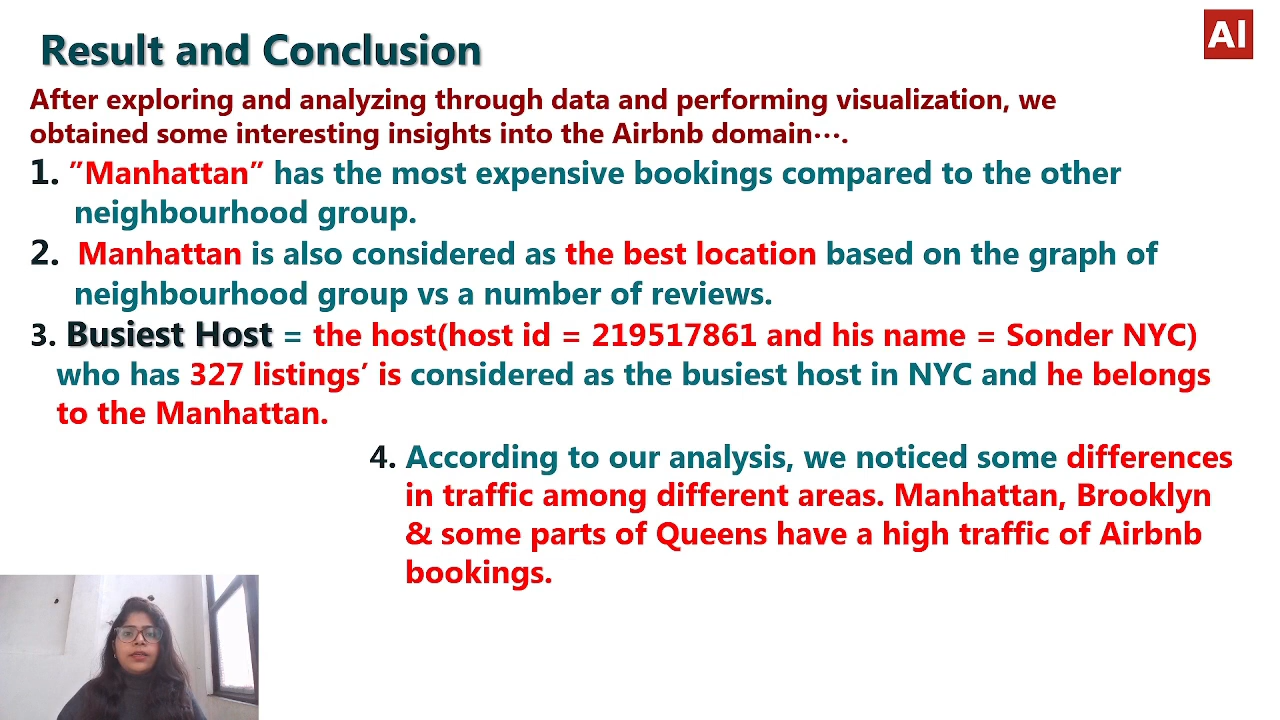 Result and Conclusion
AI
After exploring and analyzing through data and performing visualization, we
obtained some interesting insights into the Airbnb domain⋯.
1. ”Manhattan” has the most expensive bookings compared to the other
neighbourhood group.
2. Manhattan is also considered as the best location based on the graph of
neighbourhood group vs a number of reviews.
3. Busiest Host = the host(host id = 219517861 and his name = Sonder NYC)
who has 327 listings’ is considered as the busiest host in NYC and he belongs
to the Manhattan.
4. According to our analysis, we noticed some differences
in traffic among different areas. Manhattan, Brooklyn
& some parts of Queens have a high traffic of Airbnb
bookings.